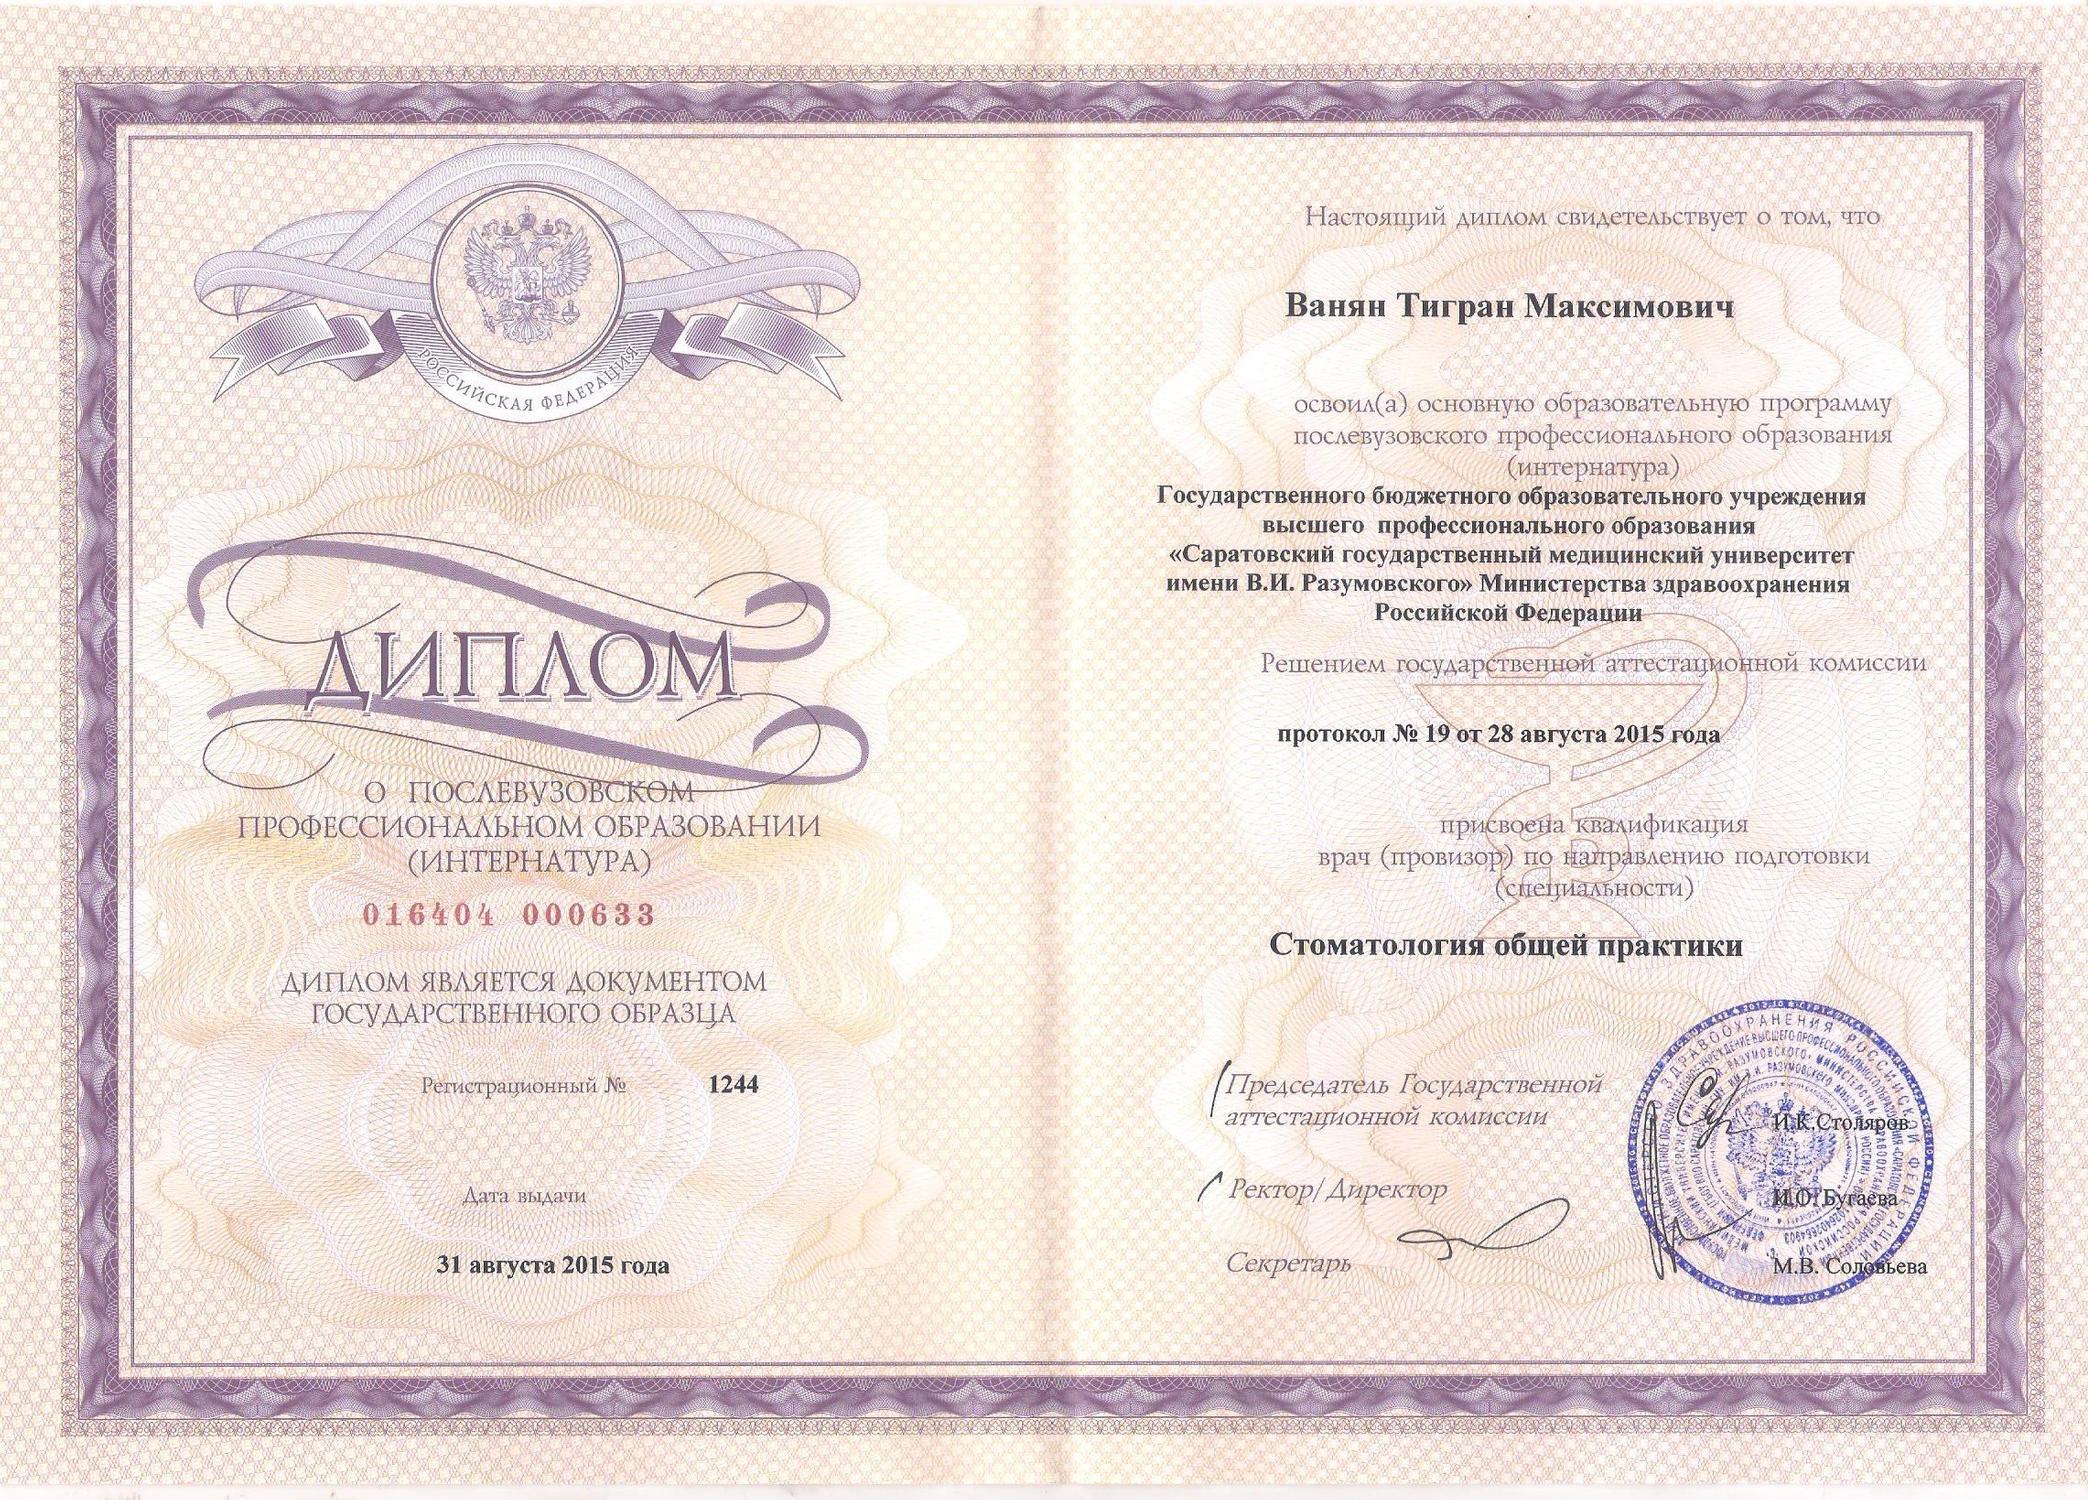 РОССИЙСКАЯ ФЕДЕРАЦИЯ
ДИПЛОМ
О ПОСЛЕВУЗОВСКОМ
ПРОФЕССИОНАЛЬНОМ ОБРАЗОВАНИИ
(ИНТЕРНАТУРА)
016404 000633
ДИПЛОМ ЯВЛЯЕТСЯ ДОКУМЕНТОМ
ГОСУДАРСТВЕННОГО ОБРАЗЦА
Регистрационный № 1244
Дата выдачи
31 августа 2015 года
Настоящий диплом свидетельствует о том, что
Ванян Тигран Максимович
освоил(а) основную образовательную программу
послевузовского профессионального образования
(интернатура)
Государственного бюджетного образовательного учреждения
высшего профессионального образования
«Саратовский государственный медицинский университет
имени В.И. Разумовского» Министерства здравоохранения
Российской Федерации
Решением государственной аттестационной комиссии
протокол № 19 от 28 августа 2015 года
присвоена квалификация
врач (провизор) по направлению подготовки
(специальности)
Стоматология общей практики
Председатель Государственной
аттестационной комиссии
И.К.Столяров
Ректор/Директор
И.О.Бугаева
Секретарь
М.В. Соловьева
ЗДРАВООХРАНЕНИЯ РОССИЙСКОЙ ФЕДЕРАЦИИ